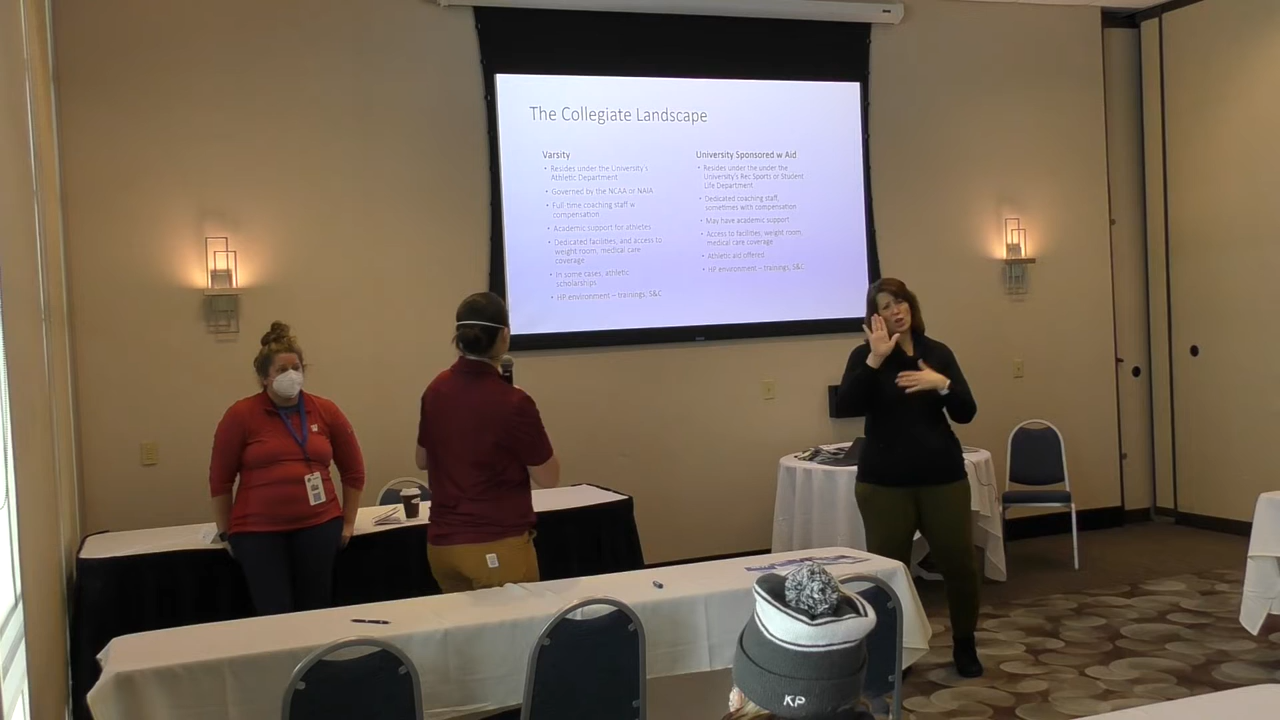 The Collegiate Landscape
Varsity
• Resides under the University's
Athletic Department
• Governed by the NCAA or NAIA
• Full-time coaching staff w
compensation
• Academic support for athletes
• Dedicated facilities, and access to
weight room, medical care
coverage
• In some cases, athletic
scholarships
• HP environment – trainings, S&C
University Sponsored w Aid
• Resides under the under the
University's Rec Sports or Student
Life Department
• Dedicated coaching staff,
sometimes with compensation
• May have academic support
• Access to facilities, weight room,
medical care coverage
• Athletic aid offered
• HP environment – trainings, S&C
KP